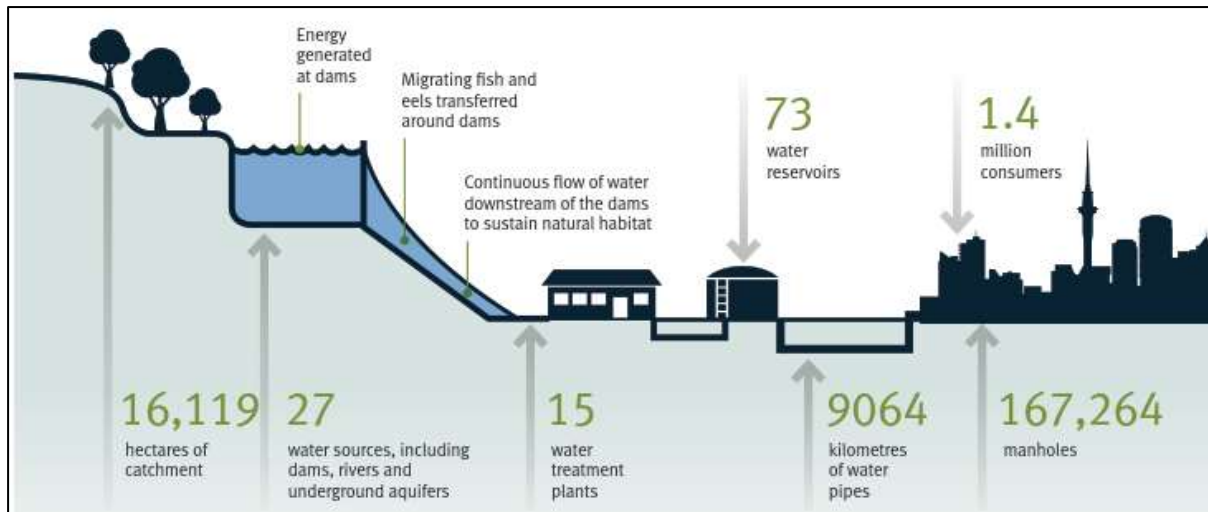 Energy
generated
at dams
Migrating fish and
eels transferred
around dams
Continuous flow of water
downstream of the dams
to sustain natural habitat
73
water
reservoirs
1.4
million
consumers
16,119
hectares of
catchment
27
water sources, including
dams, rivers and
underground aquifers
15
water
treatment
plants
9064
kilometres
of water
pipes
167,264
manholes